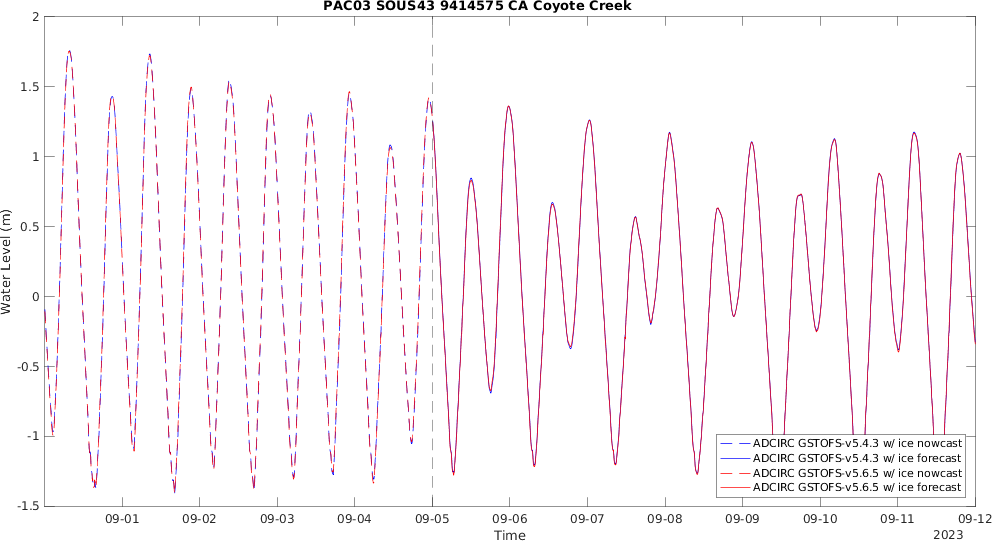 PAC03 SOUS43 9414575 CA Coyote Creek
2
1.5
1
0.5
0
-0.5
-1
-1.5
Water Level (m)
09-01 09-02 09-03 09-04 09-05 09-06 09-07 09-08 09-09 09-10 09-11 09-12
Time
2023
ADCIRC GSTOFS-v5.4.3 w/ ice nowcast
ADCIRC GSTOFS-v5.4.3 w/ ice forecast
ADCIRC GSTOFS-v5.6.5 w/ ice nowcast
ADCIRC GSTOFS-v5.6.5 w/ ice forecast